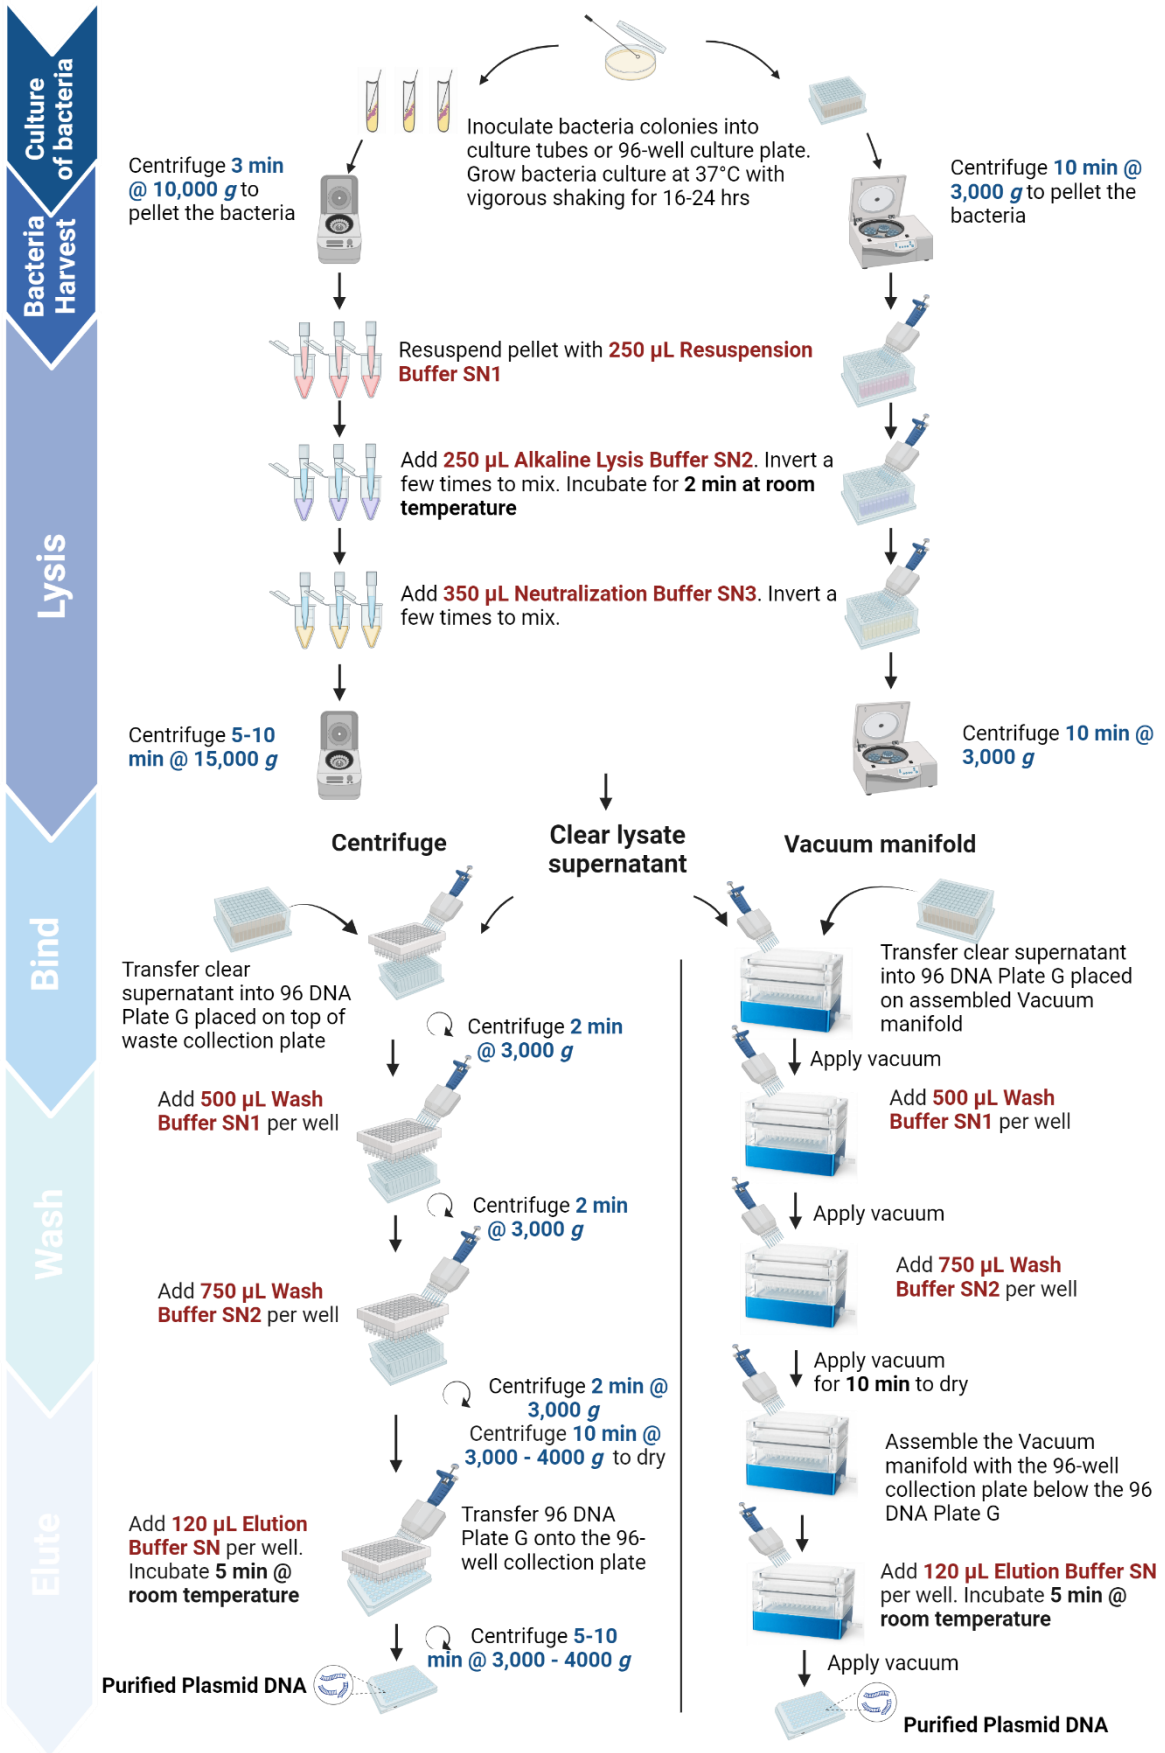 Culture
of bacteria
Inoculate bacteria colonies into
culture tubes or 96-well culture plate.
Grow bacteria culture at 37°C with
vigorous shaking for 16-24 hrs
Bacteria
Harvest
Centrifuge 3 min
@ 10,000 g to
pellet the bacteria
Centrifuge 10 min @
3,000 g to pellet the
bacteria
Lysis
Resuspend pellet with 250 µL Resuspension
Buffer SN1
Add 250 µL Alkaline Lysis Buffer SN2. Invert a
few times to mix. Incubate for 2 min at room
temperature
Add 350 µL Neutralization Buffer SN3. Invert a
few times to mix.
Centrifuge 5-10
min @ 15,000 g
Centrifuge 10 min @
3,000 g
Clear lysate
supernatant
Bind
Centrifuge
Transfer clear
supernatant into 96 DNA
Plate G placed on top of
waste collection plate
Centrifuge 2 min
@ 3,000 g
Wash
Add 500 µL Wash
Buffer SN1 per well
Centrifuge 2 min
@ 3,000 g
Add 750 µL Wash
Buffer SN2 per well
Centrifuge 2 min @
3,000 g
Centrifuge 10 min @
3,000 - 4000 g to dry
Elute
Transfer 96 DNA
Plate G onto the 96-
well collection plate
Add 120 µL Elution
Buffer SN per well.
Incubate 5 min @
room temperature
Centrifuge 5-10
min @ 3,000 - 4000 g
Purified Plasmid DNA
Vacuum manifold
Transfer clear supernatant
into 96 DNA Plate G placed
on assembled Vacuum
manifold
Apply vacuum
Add 500 µL Wash
Buffer SN1 per well
Apply vacuum
Add 750 µL Wash
Buffer SN2 per well
Apply vacuum
for 10 min to dry
Assemble the Vacuum
manifold with the 96-well
collection plate below the 96
DNA Plate G
Add 120 µL Elution Buffer SN
per well. Incubate 5 min @
room temperature
Apply vacuum
Purified Plasmid DNA